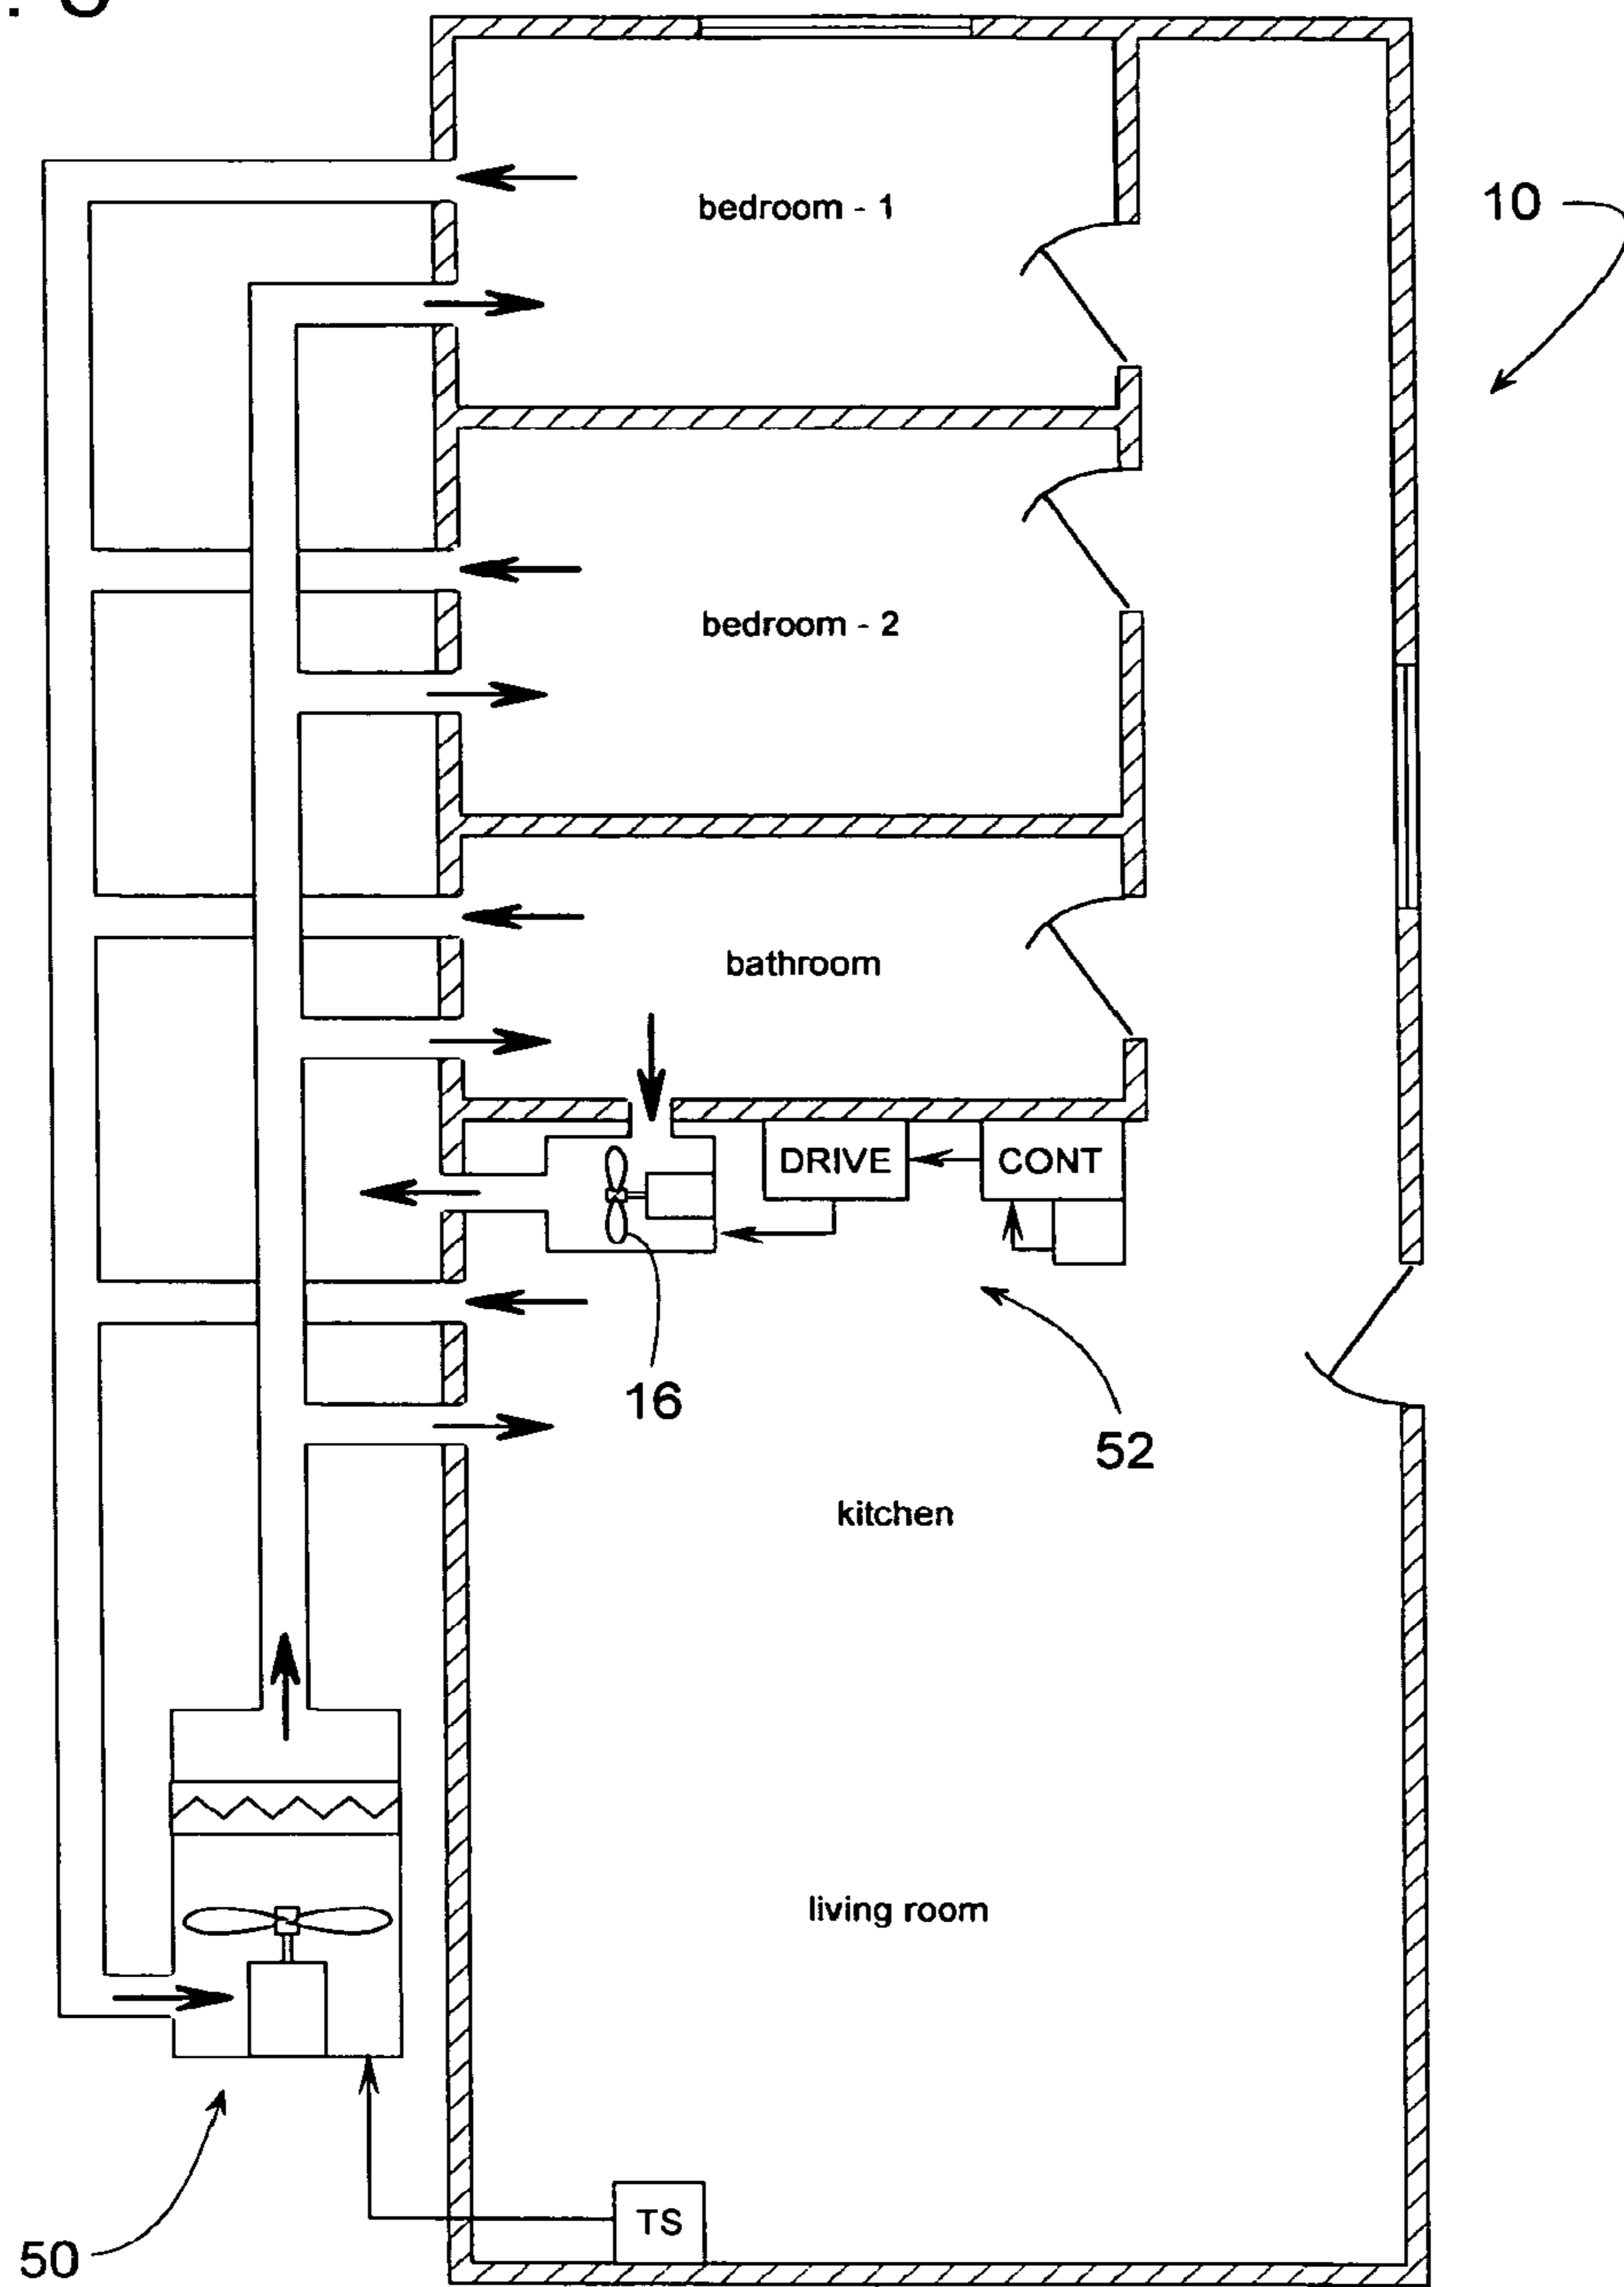 bedroom - 1
10
bedroom - 2
bathroom
DRIVE
CONT
16
52
kitchen
living room
TS
50